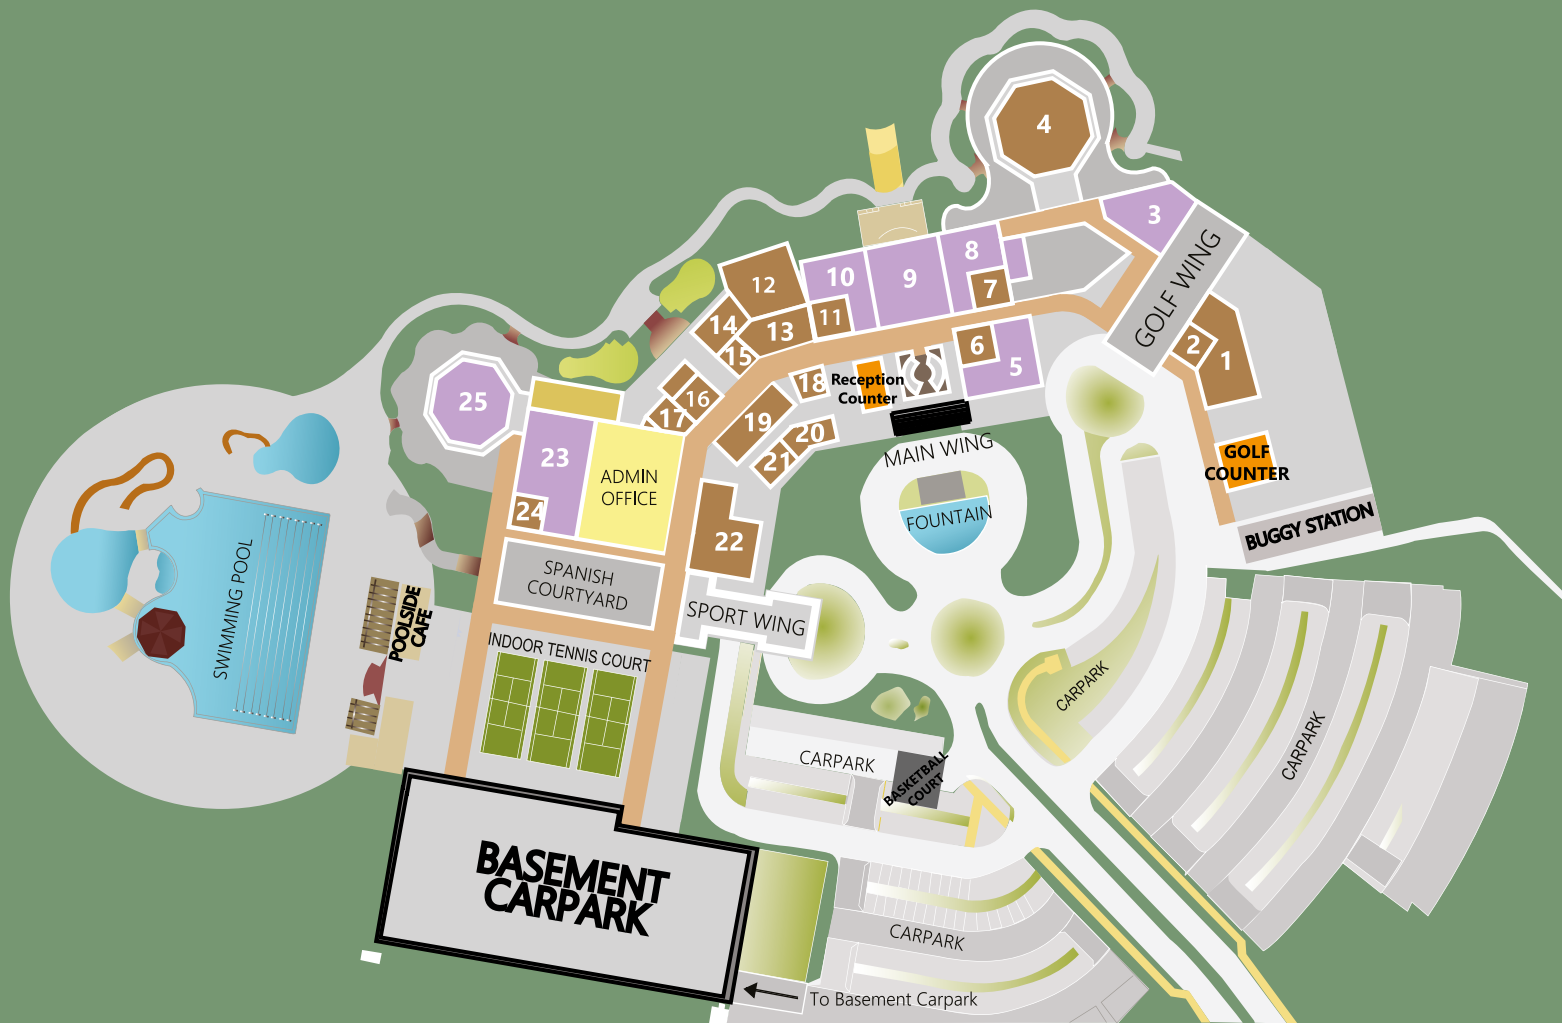 4
3
GOLF WING
8
10
9
12
7
11
14
13
6
2
5
1
15
18
Reception
Counter
16
25
17
19
20
MAIN WING
21
GOLF
COUNTER
23
ADMIN
OFFICE
24
FOUNTAIN
BUGGY STATION
22
SPANISH
COURTYARD
SWIMMING POOL
POOLSIDE
CAFE
SPORT WING
INDOOR TENNIS COURT
CARPARK
CARPARK
CARPARK
BASKETBALL
COURT
BASEMENT
CARPARK
CARPARK
To Basement Carpark